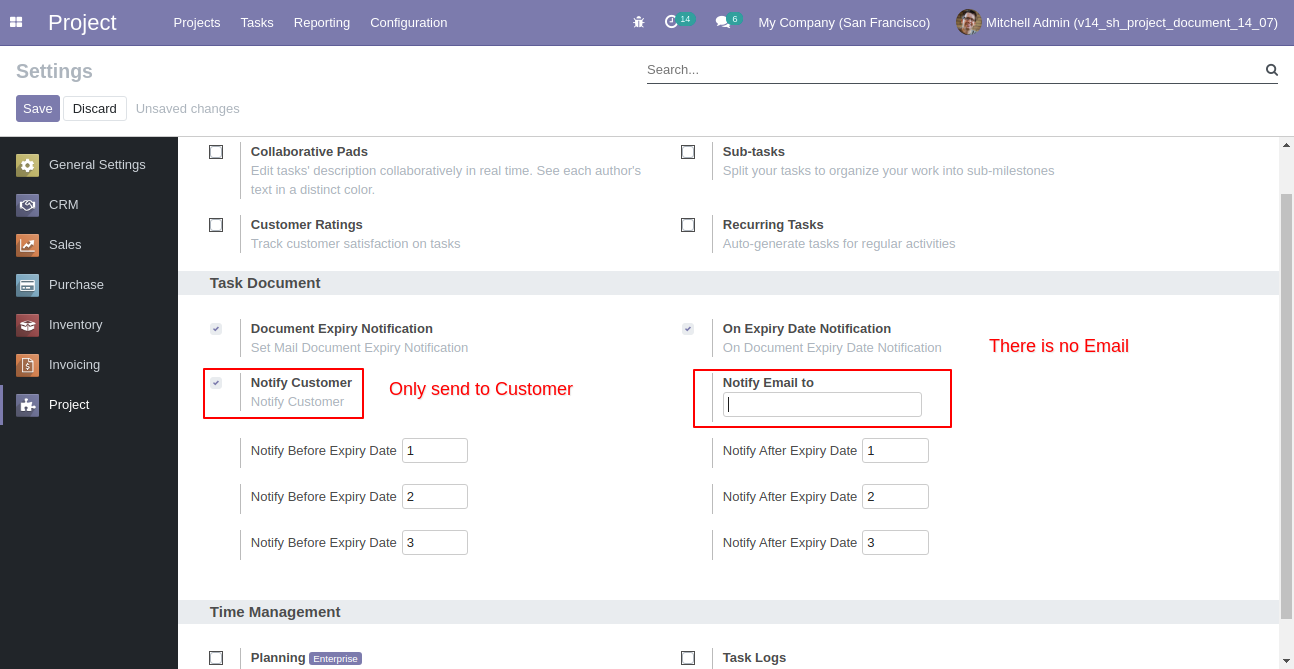 Project Projects Tasks Reporting Configuration 14 6 My Company (San Francisco) Mitchell Admin (v14_sh_project_document_14_07)
Settings Search...
Save Discard Unsaved changes
General Settings
CRM
Sales
Purchase
Inventory
Invoicing
Project
Collaborative Pads
Edit tasks' description collaboratively in real time. See each author's
text in a distinct color.
Sub-tasks
Split your tasks to organize your work into sub-milestones
Customer Ratings
Track customer satisfaction on tasks
Recurring Tasks
Auto-generate tasks for regular activities
Task Document
Document Expiry Notification
Set Mail Document Expiry Notification
On Expiry Date Notification
On Document Expiry Date Notification
There is no Email
Notify Customer
Notify Customer
Only send to Customer
Notify Email to
Notify Before Expiry Date 1
Notify After Expiry Date 1
Notify Before Expiry Date 2
Notify After Expiry Date 2
Notify Before Expiry Date 3
Notify After Expiry Date 3
Time Management
Planning Enterprise
Task Logs